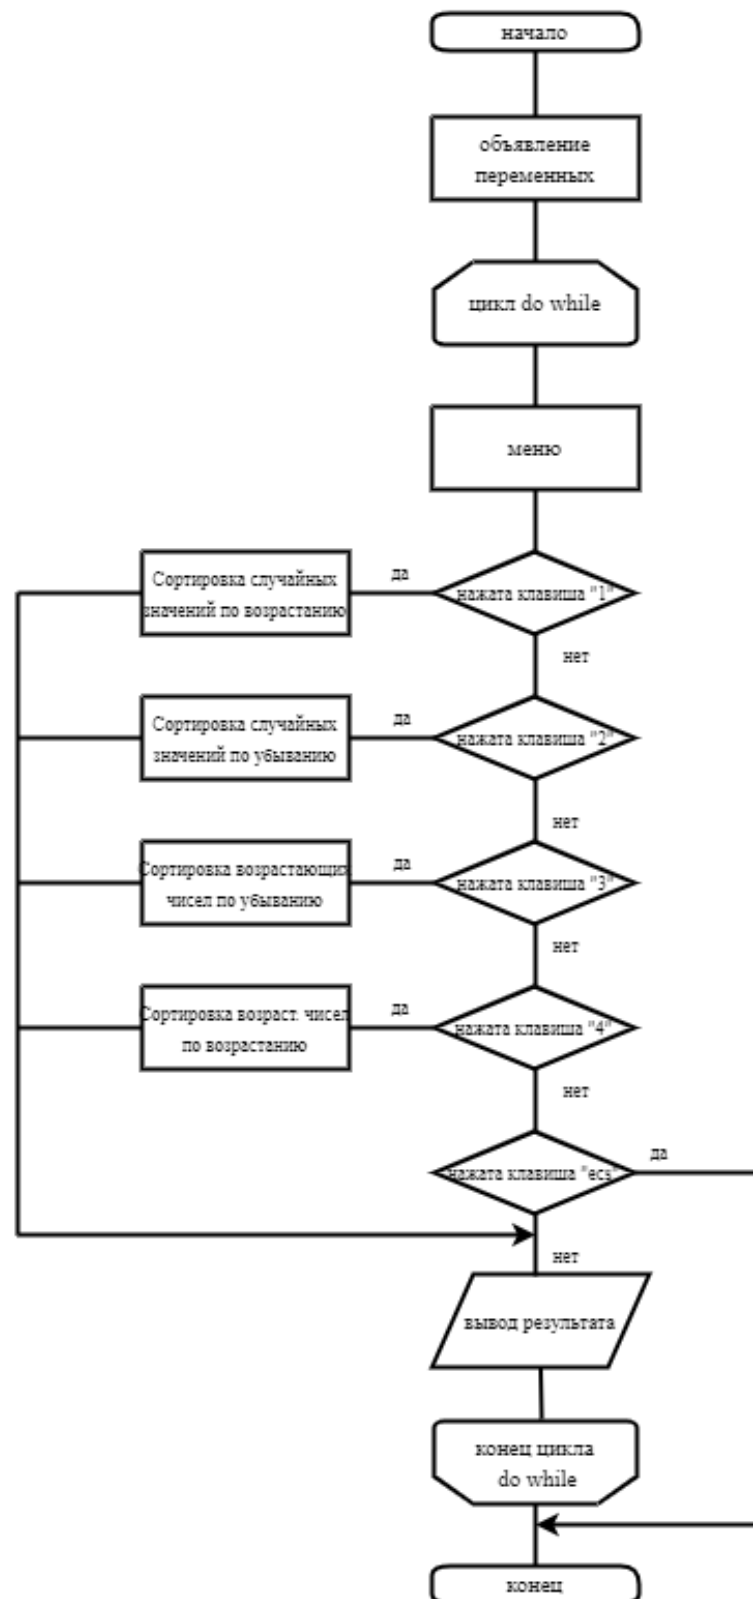 начало
объявление
переменных
цикл do while
меню
Сортировка случайных
значений по возрастанию
да
нажата клавиша "1"
нет
Сортировка случайных
значений по убыванию
да
нажата клавиша "2"
нет
Сортировка возрастающих
чисел по убыванию
да
нажата клавиша "3"
нет
Сортировка возраст. чисел
по возрастанию
да
нажата клавиша "4"
нет
нажата клавиша "ecs"
да
нет
вывод результата
конец цикла
do while
конец